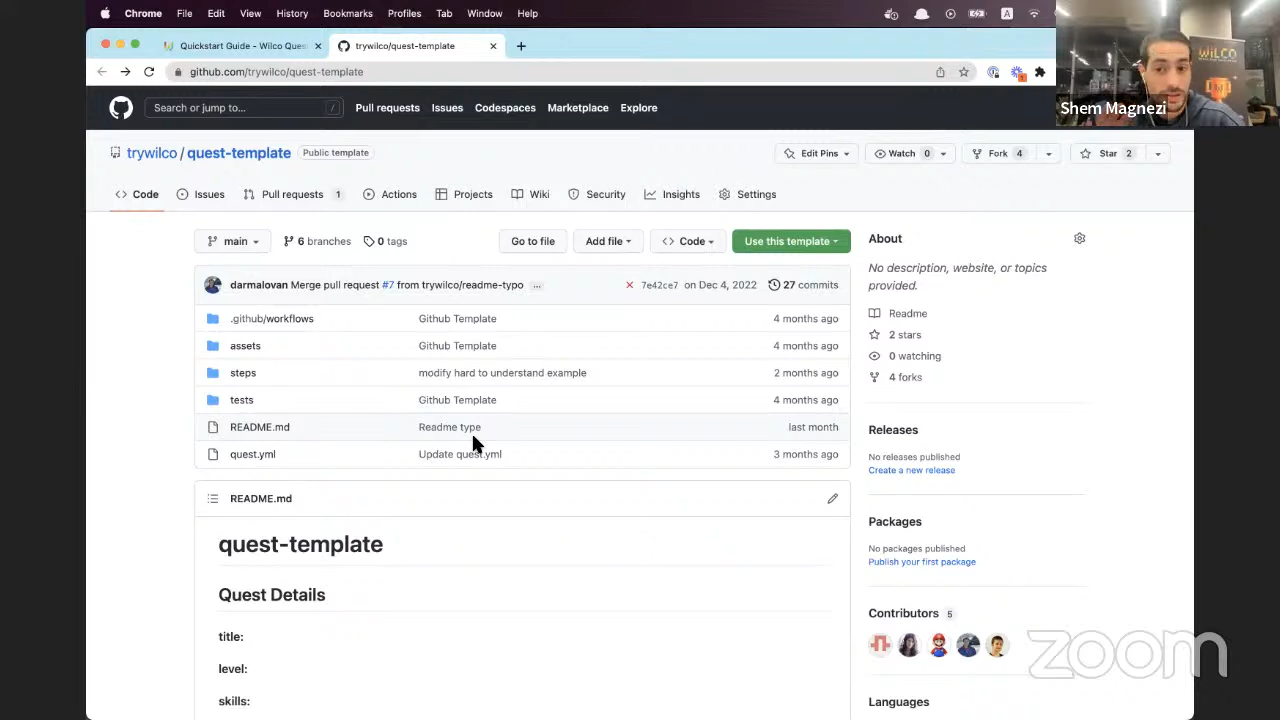 Chrome File Edit View History Bookmarks Profiles Tab Window Help A
Quickstart Guide - Wilco Ques
trywilco/quest-template
github.com/trywilco/quest-template
WiLCO
Shem Magnezi
Search or jump to... /
Pull requests Issues Codespaces Marketplace Explore
trywilco / quest-template Public template
Edit Pins Watch 0 Fork 4 Star 2
Code Issues Pull requests 1 Actions Projects Wiki Security Insights Settings
main 6 branches 0 tags Go to file Add file Code Use this template
darmalovan Merge pull request #7 from trywilco/readme-typo ... 7e42ce7 on Dec 4, 2022 27 commits
.github/workflows Github Template 4 months ago
assets Github Template 4 months ago
steps modify hard to understand example 2 months ago
tests Github Template 4 months ago
README.md Readme type last month
quest.yml Update quest.yml 3 months ago
README.md
quest-template
Quest Details
title:
level:
skills:
About
No description, website, or topics
provided.
Readme
2 stars
0 watching
4 forks
Releases
No releases published
Create a new release
Packages
No packages published
Publish your first package
Contributors 5
Languages
zoom